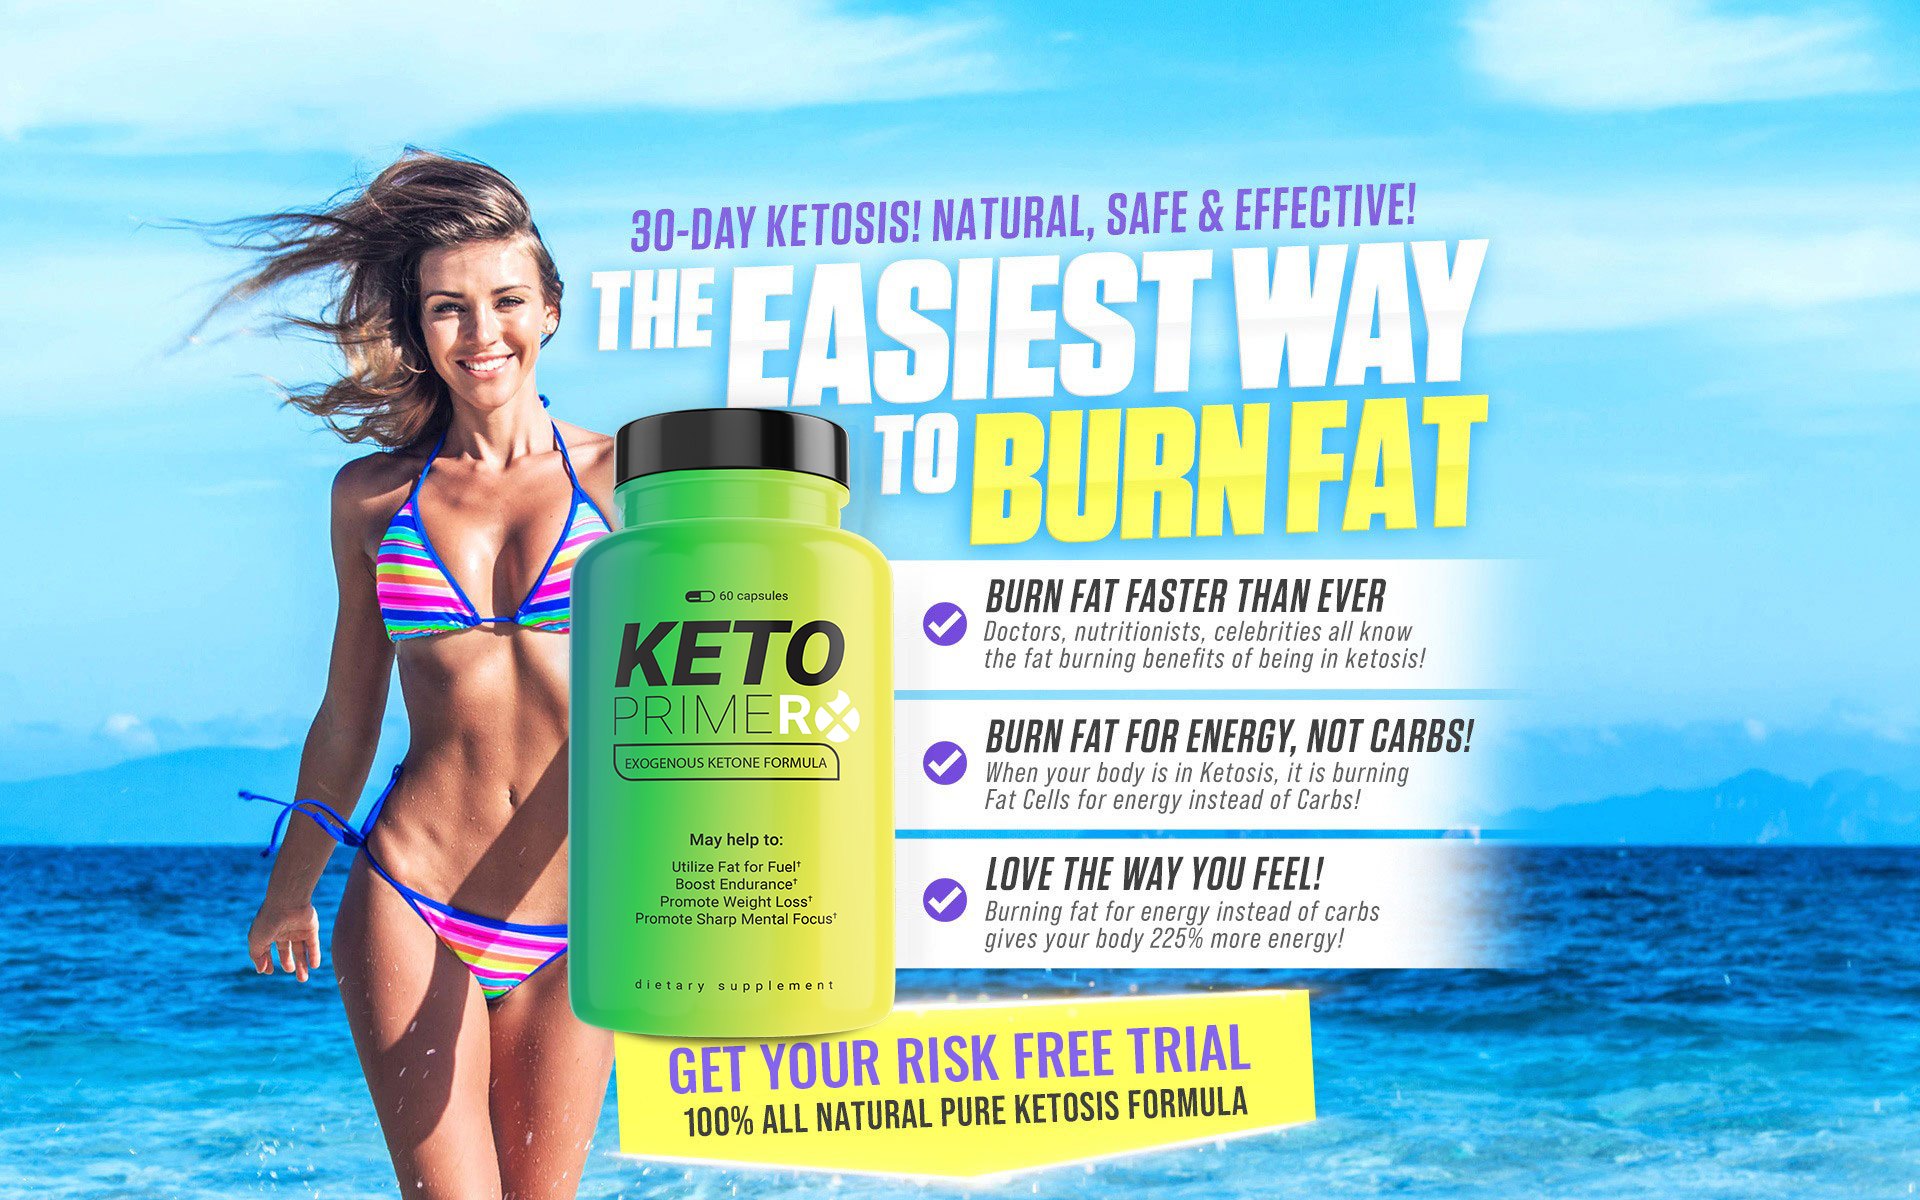 30-DAY KETOSIS! NATURAL, SAFE & EFFECTIVE!
THE EASIEST WAY
TO BURN FAT
60 capsules
KETO
PRIME RX
EXOGENOUS KETONE FORMULA
May help to:
Utilize Fat for Fuel†
Boost Endurance†
Promote Weight Loss†
Promote Sharp Mental Focus†
dietary supplement
BURN FAT FASTER THAN EVER
Doctors, nutritionists, celebrities all know
the fat burning benefits of being in ketosis!
BURN FAT FOR ENERGY, NOT CARBS!
When your body is in Ketosis, it is burning
Fat Cells for energy instead of Carbs!
LOVE THE WAY YOU FEEL!
Burning fat for energy instead of carbs
gives your body 225% more energy!
GET YOUR RISK FREE TRIAL
100% ALL NATURAL PURE KETOSIS FORMULA